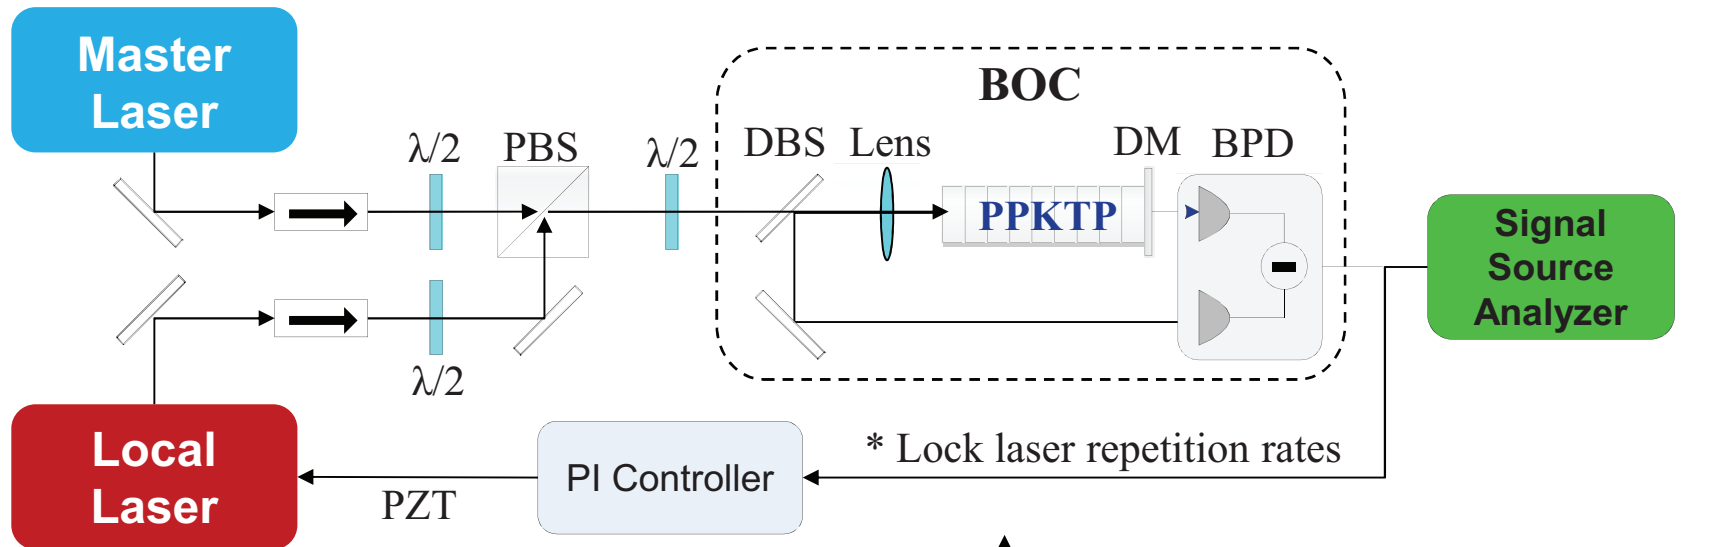 Master
Laser
λ/2
PBS
λ/2
BOC
DBS
Lens
DM
BPD
PPKTP
Signal
Source
Analyzer
λ/2
Local
Laser
PZT
PI Controller
* Lock laser repetition rates